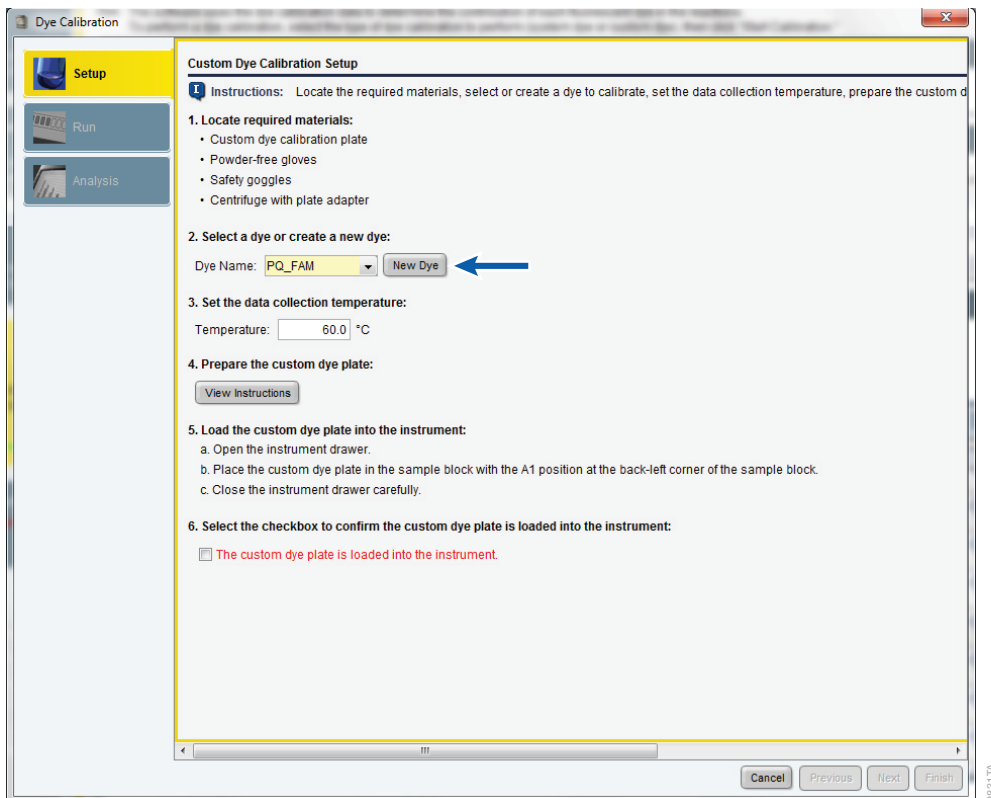 Dye Calibration
Setup
Run
Analysis
Custom Dye Calibration Setup
Instructions: Locate the required materials, select or create a dye to calibrate, set the data collection temperature, prepare the custom d
1. Locate required materials:
• Custom dye calibration plate
• Powder-free gloves
• Safety goggles
• Centrifuge with plate adapter
2. Select a dye or create a new dye:
Dye Name: PQ_FAM New Dye
3. Set the data collection temperature:
Temperature: 60.0 °C
4. Prepare the custom dye plate:
View Instructions
5. Load the custom dye plate into the instrument:
a. Open the instrument drawer.
b. Place the custom dye plate in the sample block with the A1 position at the back-left corner of the sample block.
c. Close the instrument drawer carefully.
6. Select the checkbox to confirm the custom dye plate is loaded into the instrument:
The custom dye plate is loaded into the instrument.
Cancel Previous Next Finish